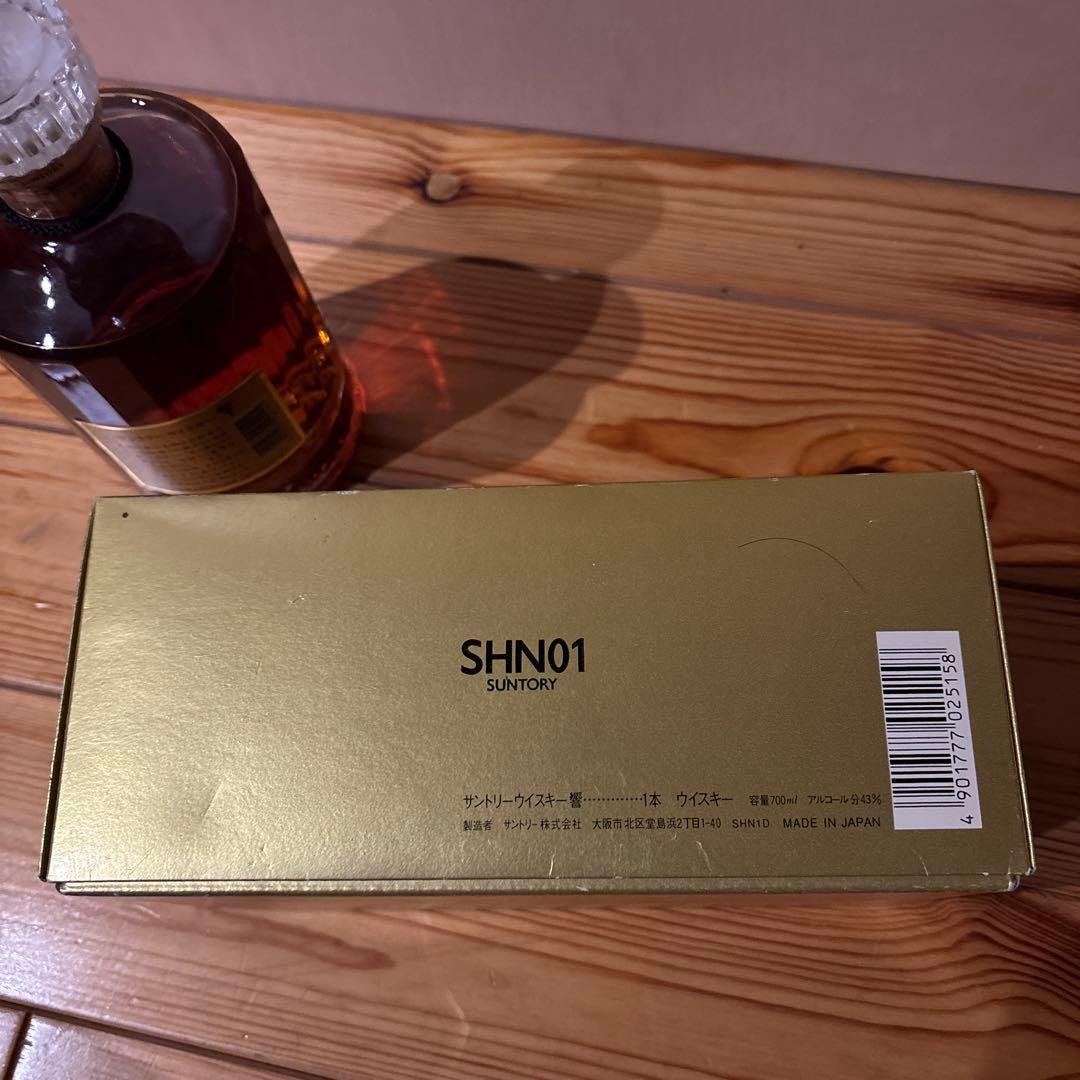 SHN01
SUNTORY
サントリーウイスキー響··············1本 ウイスキー 容量700ml アルコール分43%
製造者 サントリー株式会社 大阪市北区堂島浜2丁目1-40 SHN1D MADE IN JAPAN
4 901777 025158